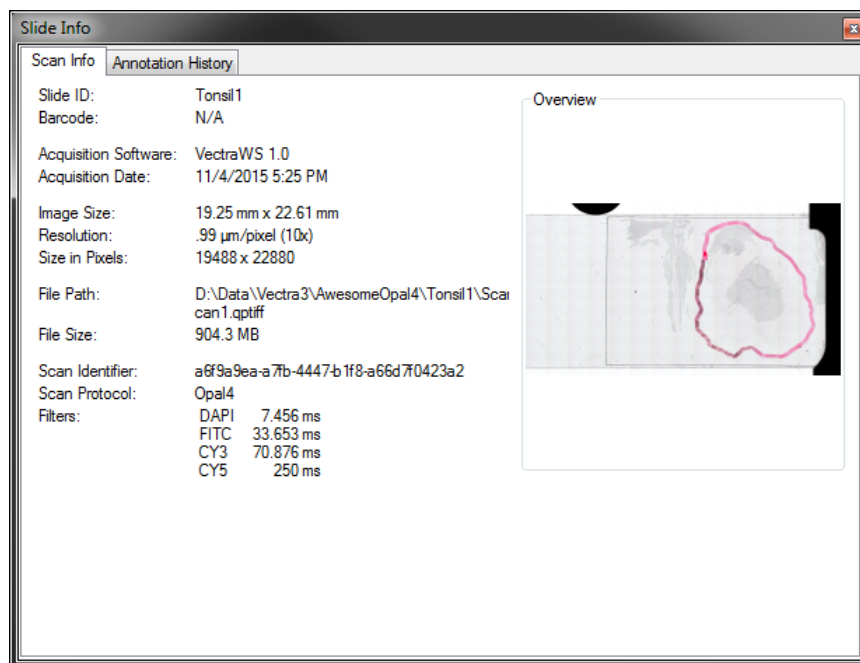 Slide Info
Scan Info
Annotation History
Slide ID: Tonsil1
Barcode: N/A
Acquisition Software: VectraWS 1.0
Acquisition Date: 11/4/2015 5:25 PM
Image Size: 19.25 mm x 22.61 mm
Resolution: .99 µm/pixel (10x)
Size in Pixels: 19488 x 22880
File Path: D:\Data\Vectra3\AwesomeOpal4\Tonsil1\Scan
can1.qptiff
File Size: 904.3 MB
Scan Identifier: a6f9a9ea-a7fb-4447-b1f8-a66d7f0423a2
Scan Protocol: Opal4
Filters: DAPI 7.456 ms
FITC 33.653 ms
CY3 70.876 ms
CY5 250 ms
Overview